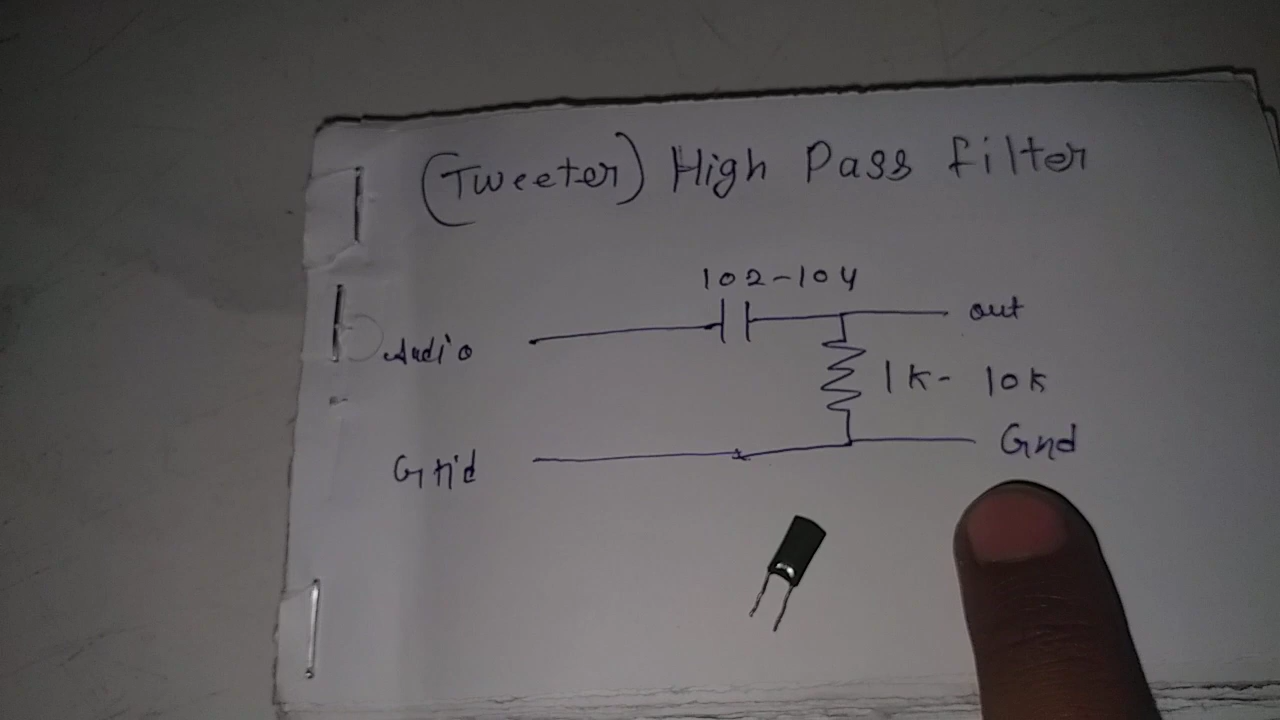 (Tweeter) High Pass Filter
102-104
Audio
out
1K- 10K
Gnd
Gnd